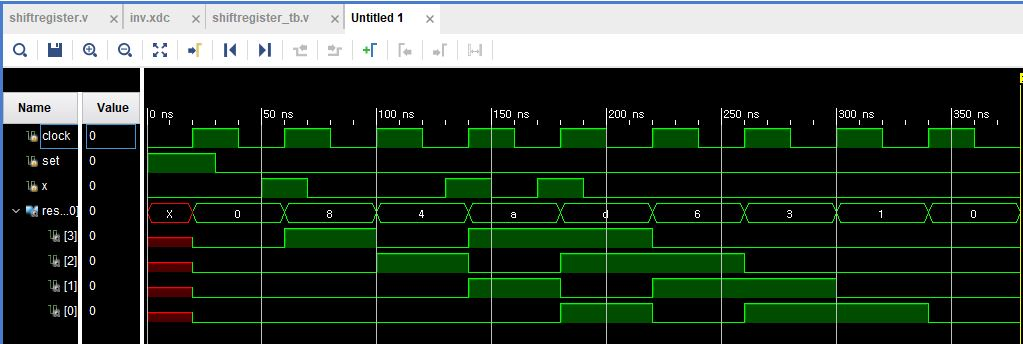 shiftregister.v × inv.xdc × shiftregister_tb.v × Untitled 1 ×
Name Value
0 ns 50 ns 100 ns 150 ns 200 ns 250 ns 300 ns 350 ns
clock 0
set 0
x 0
res...0] 0 X 0 8 4 a d 6 3 1 0
[3] 0
[2] 0
[1] 0
[0] 0